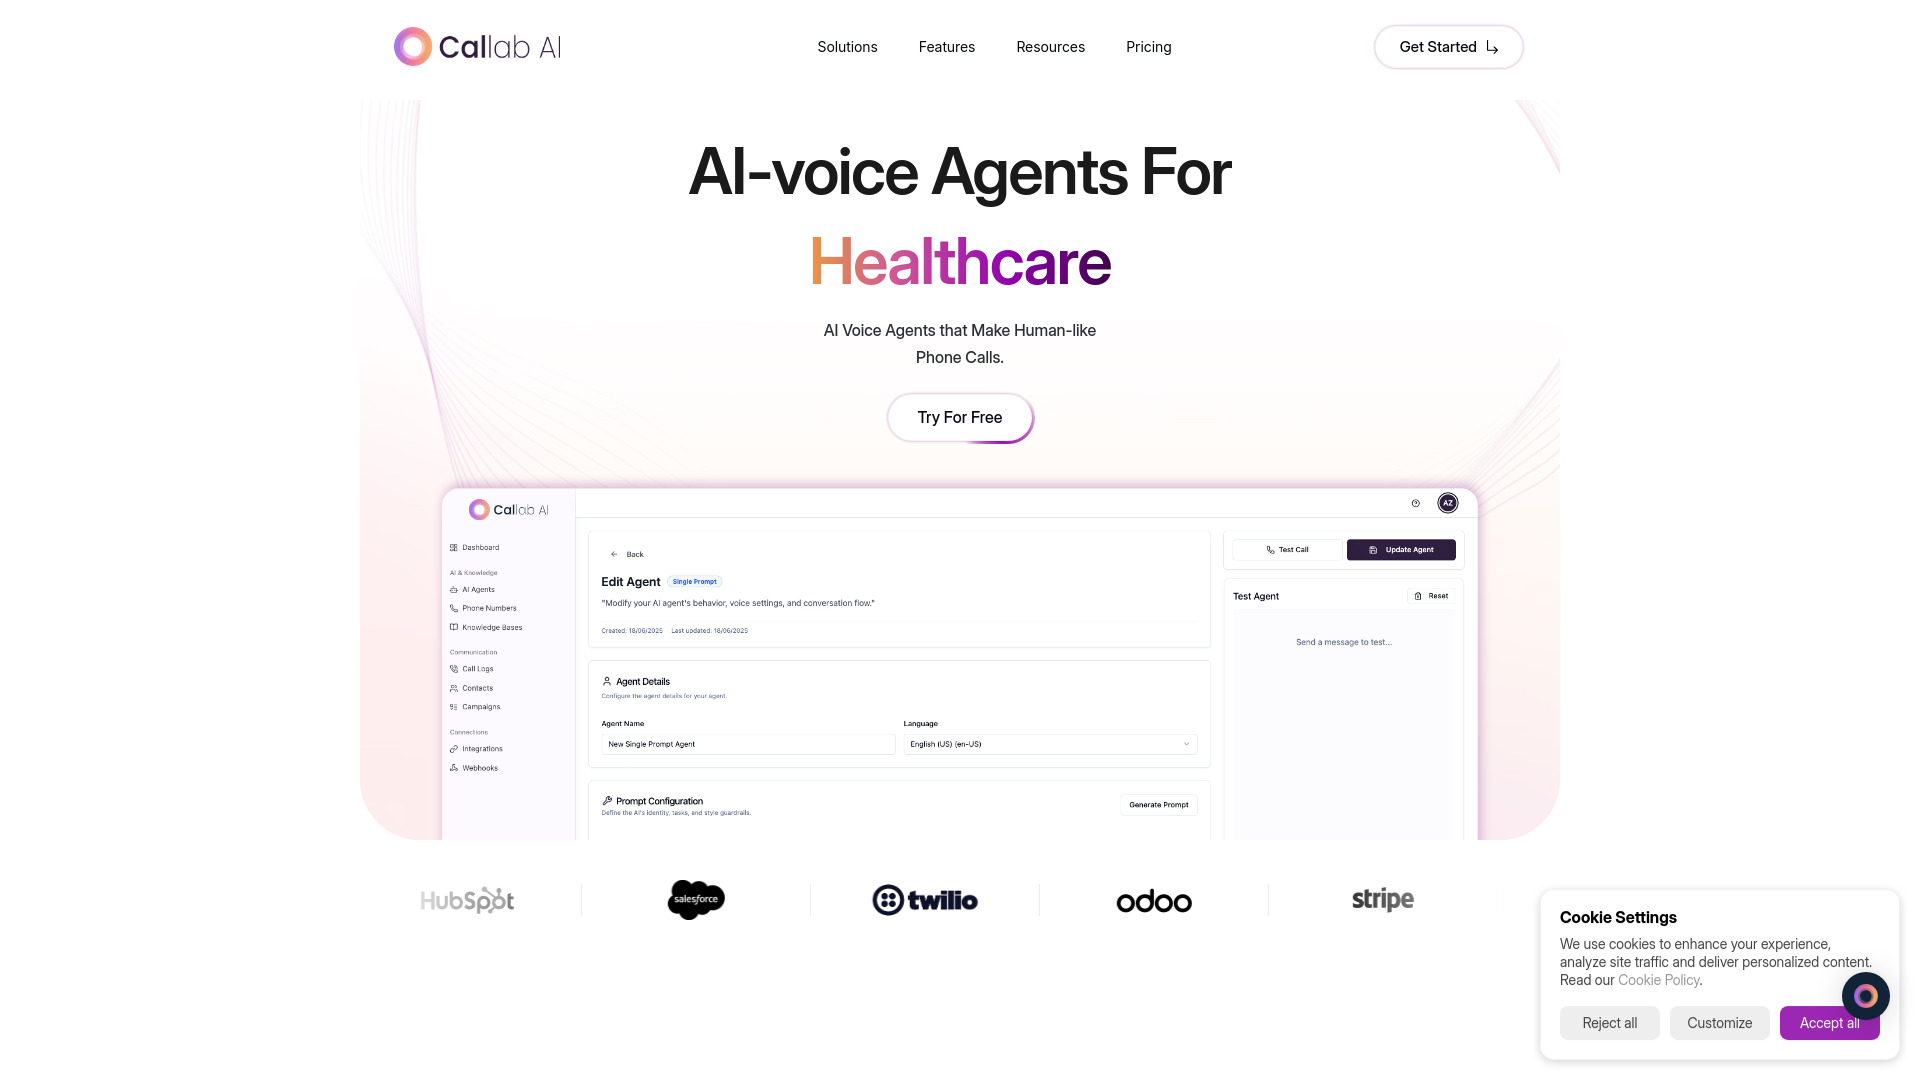 Callab AI
Solutions
Features
Resources
Pricing
Get Started
AI-voice Agents For
Healthcare
AI Voice Agents that Make Human-like
Phone Calls.
Try For Free
Callab AI
AZ
Dashboard
AI & Knowledge
AI Agents
Phone Numbers
Knowledge Bases
Communication
Call Logs
Contacts
Campaigns
Connections
Integrations
Webhooks
Back
Edit Agent
Single Prompt
"Modify your AI agent's behavior, voice settings, and conversation flow."
Created: 18/06/2025 Last updated: 18/06/2025
Agent Details
Configure the agent details for your agent.
Agent Name
Language
New Single Prompt Agent
English (US) (en-US)
Prompt Configuration
Define the AI's identity, tasks, and style guardrails.
Generate Prompt
Test Call
Update Agent
Test Agent
Reset
Send a message to test...
HubSpot
salesforce
twilio
odoo
stripe
Cookie Settings
We use cookies to enhance your experience,
analyze site traffic and deliver personalized content.
Read our Cookie Policy.
Reject all
Customize
Accept all